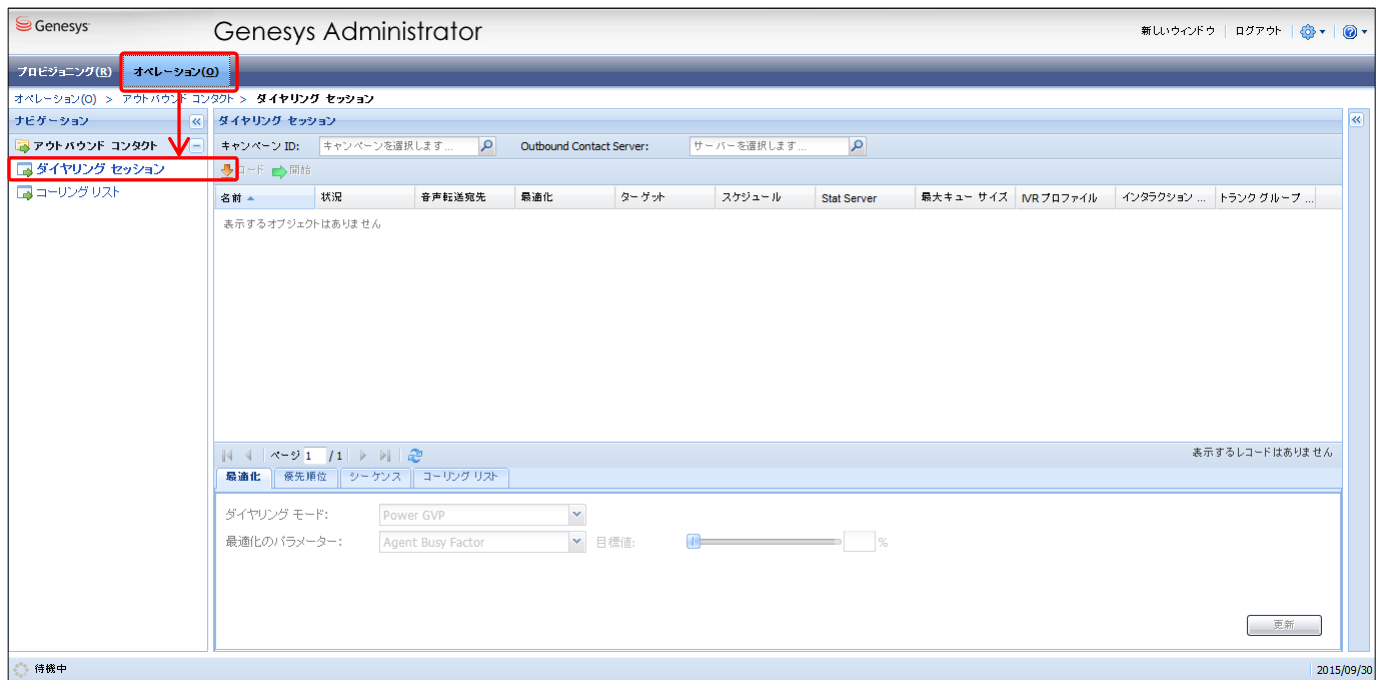 Genesys
Genesys Administrator
新しいウィンドウ | ログアウト
プロビジョニング(R) オペレーション(O)
オペレーション(O) > アウトバウンド コンタクト > ダイヤリング セッション
ナビゲーション
ダイヤリング セッション
アウトバウンド コンタクト
キャンペーン ID: キャンペーンを選択します... Outbound Contact Server: サーバーを選択します...
ダイヤリング セッション
ロード 開始
コーリング リスト
名前 状況 音声転送宛先 最適化 ターゲット スケジュール Stat Server 最大キュー サイズ IVR プロファイル インタラクション ... トランク グループ ...
表示するオブジェクトはありません
ページ 1 / 1
表示するレコードはありません
最適化 優先順位 シーケンス コーリング リスト
ダイヤリング モード: Power GVP
最適化のパラメーター: Agent Busy Factor 目標値: %
更新
待機中
2015/09/30